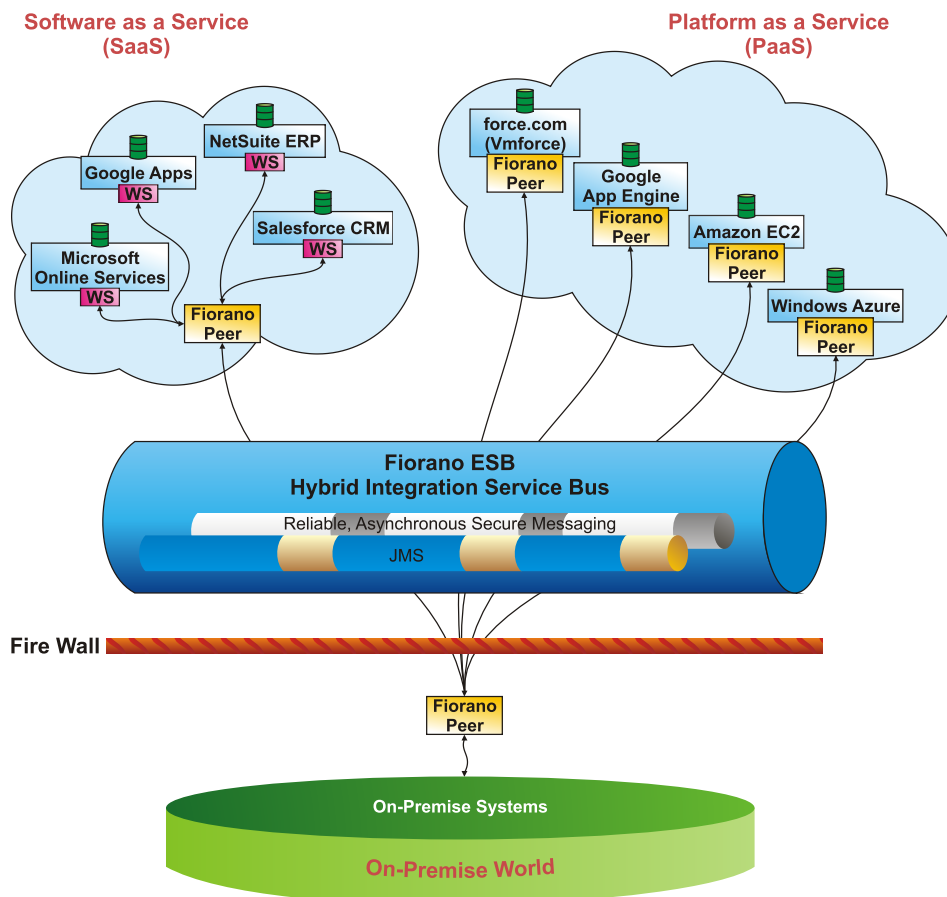 Software as a Service
(SaaS)
Platform as a Service
(PaaS)
NetSuite ERP
WS
Google Apps
WS
Salesforce CRM
WS
Microsoft
Online Services
WS
Fiorano
Peer
force.com
(Vmforce)
Fiorano
Peer
Google
App Engine
Fiorano
Peer
Amazon EC2
Fiorano
Peer
Windows Azure
Fiorano
Peer
Fiorano ESB
Hybrid Integration Service Bus
Reliable, Asynchronous Secure Messaging
JMS
Fire Wall
Fiorano
Peer
On-Premise Systems
On-Premise World